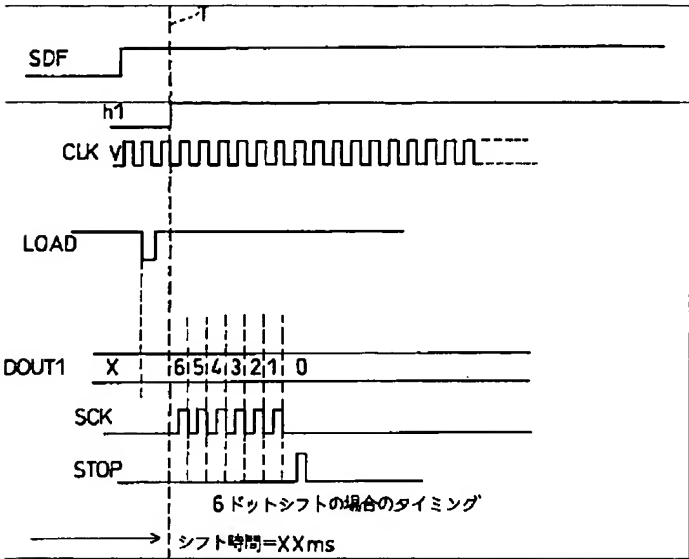 T
SDF
h1
CLK V
LOAD
DOUT1 X 6 5 4 3 2 1 0
SCK
STOP
6ドットシフトの場合のタイミング
シフト時間=XXms